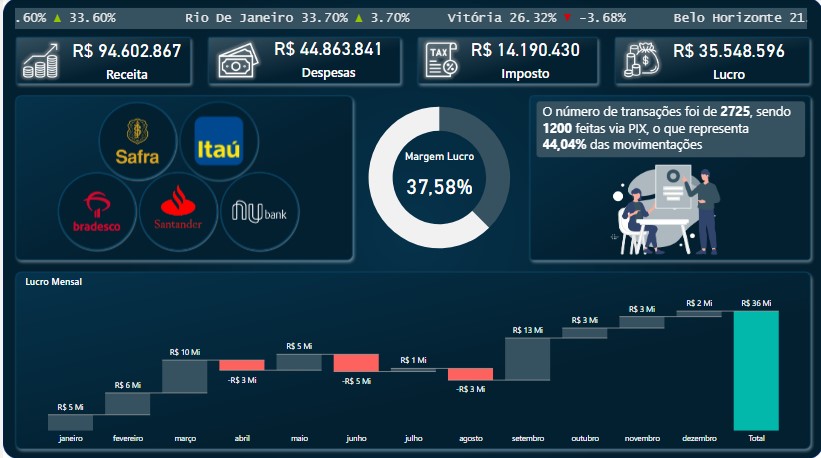 .60% ▲ 33.60% Rio De Janeiro 33.70% ▲ 3.70% Vitória 26.32% ▼ -3.68% Belo Horizonte 21.
R$ 94.602.867
Receita
R$ 44.863.841
Despesas
TAX
R$ 14.190.430
Imposto
R$ 35.548.596
Lucro
Safra
Itaú
bradesco
Santander
nu bank
Margem Lucro
37,58%
O número de transações foi de 2725, sendo
1200 feitas via PIX, o que representa
44,04% das movimentações
Lucro Mensal
R$ 5 Mi
R$ 6 Mi
R$ 10 Mi
-R$ 3 Mi
R$ 5 Mi
-R$ 5 Mi
R$ 1 Mi
-R$ 3 Mi
R$ 13 Mi
R$ 3 Mi
R$ 3 Mi
R$ 2 Mi
R$ 36 Mi
janeiro fevereiro março abril maio junho julho agosto setembro outubro novembro dezembro Total